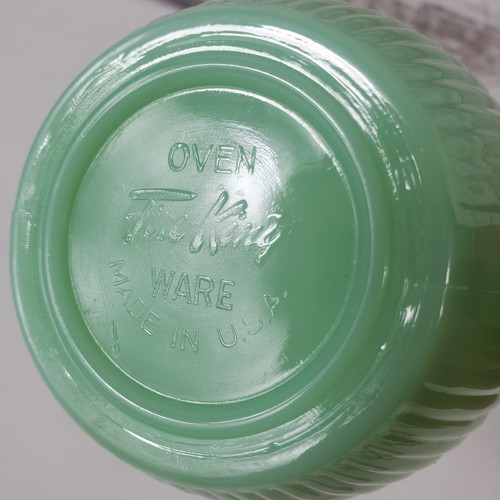 OVEN
Fire King
WARE
MADE IN U.S.A.